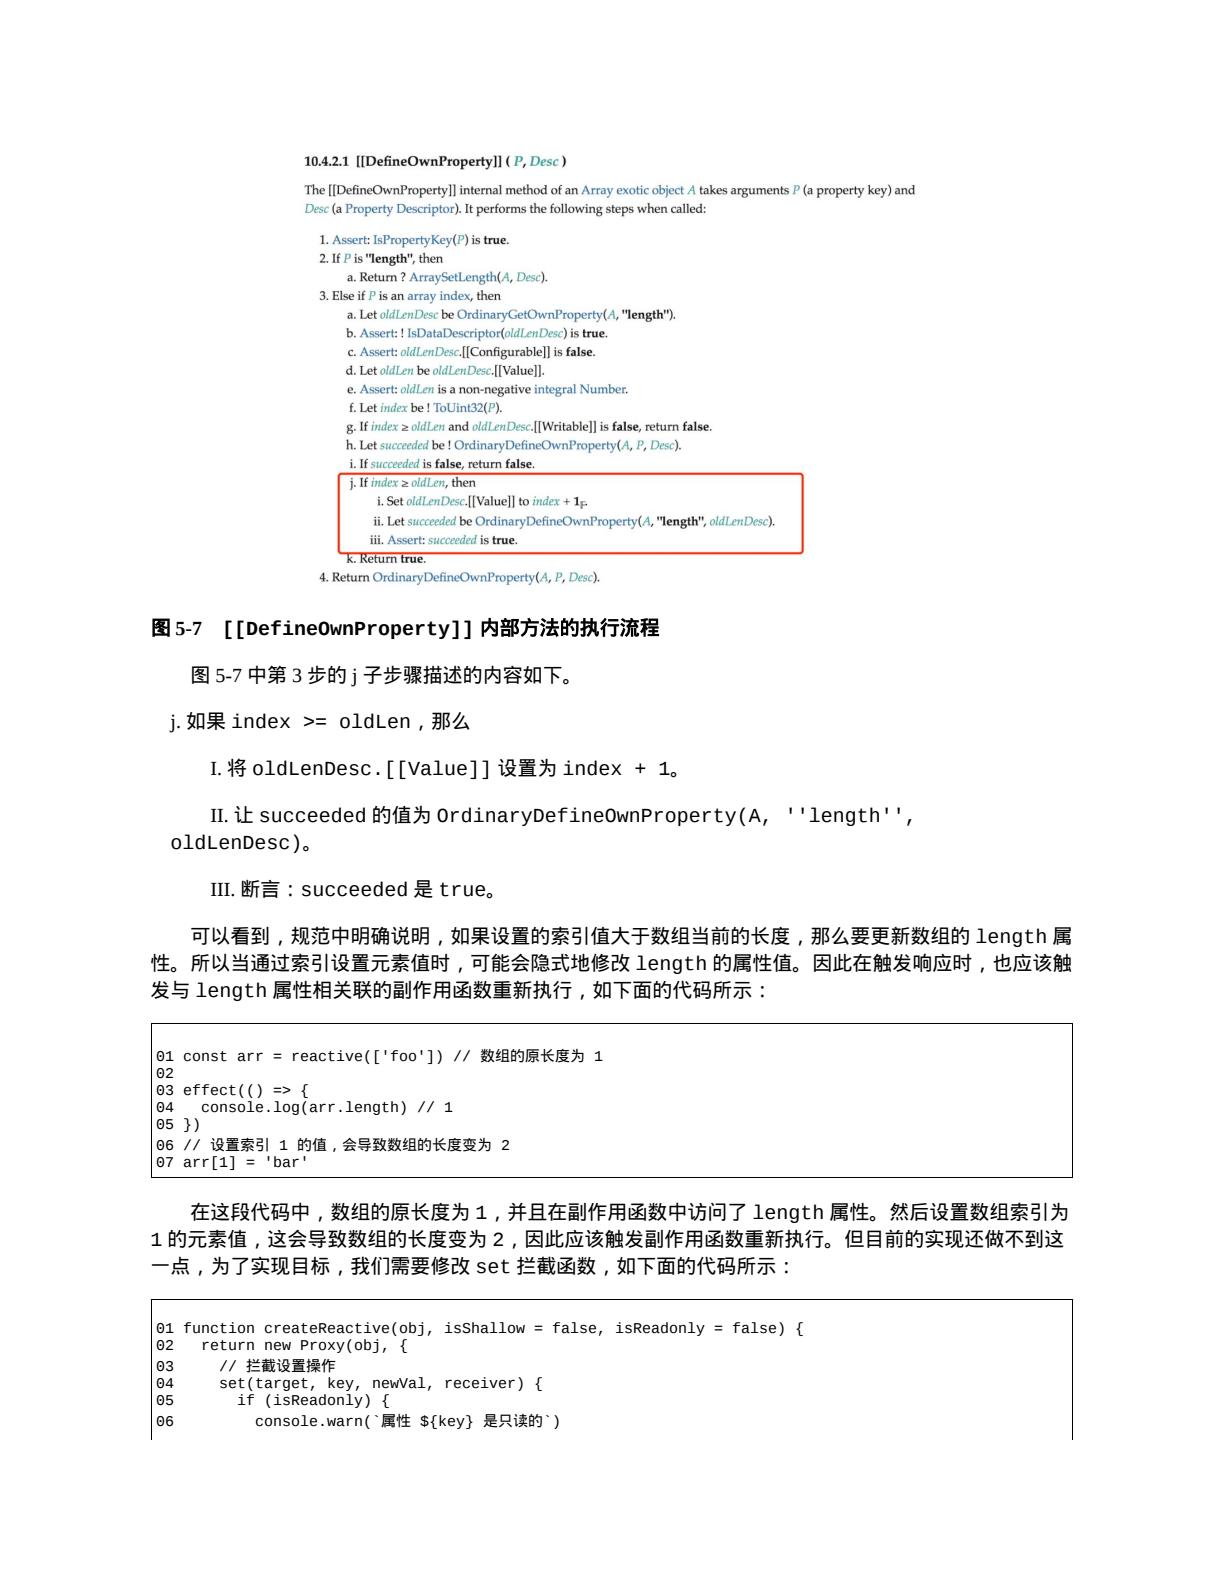 10.4.2.1 [[DefineOwnProperty]] ( P, Desc )
The [[DefineOwnProperty]] internal method of an Array exotic object A takes arguments P (a property key) and
Desc (a Property Descriptor). It performs the following steps when called:
1. Assert: IsPropertyKey(P) is true.
2. If P is "length", then
a. Return ? ArraySetLength(A, Desc).
3. Else if P is an array index, then
a. Let oldLenDesc be OrdinaryGetOwnProperty(A, "length").
b. Assert: ! IsDataDescriptor(oldLenDesc) is true.
c. Assert: oldLenDesc.[[Configurable]] is false.
d. Let oldLen be oldLenDesc.[[Value]].
e. Assert: oldLen is a non-negative integral Number.
f. Let index be ! ToUint32(P).
g. If index ≥ oldLen and oldLenDesc.[[Writable]] is false, return false.
h. Let succeeded be ! OrdinaryDefineOwnProperty(A, P, Desc).
i. If succeeded is false, return false.
j. If index ≥ oldLen, then
i. Set oldLenDesc.[[Value]] to index + 1𝔽.
ii. Let succeeded be OrdinaryDefineOwnProperty(A, "length", oldLenDesc).
iii. Assert: succeeded is true.
k. Return true.
4. Return OrdinaryDefineOwnProperty(A, P, Desc).
图 5-7 [[DefineOwnProperty]] 内部方法的执行流程
图 5-7 中第 3 步的 j 子步骤描述的内容如下。
j. 如果 index >= oldLen，那么
I. 将 oldLenDesc.[[Value]] 设置为 index + 1。
II. 让 succeeded 的值为 OrdinaryDefineOwnProperty(A, ''length'',
oldLenDesc)。
III. 断言：succeeded 是 true。
可以看到，规范中明确说明，如果设置的索引值大于数组当前的长度，那么要更新数组的 length 属
性。所以当通过索引设置元素值时，可能会隐式地修改 length 的属性值。因此在触发响应时，也应该触
发与 length 属性相关联的副作用函数重新执行，如下面的代码所示：
01 const arr = reactive(['foo']) // 数组的原长度为 1
02
03 effect(() => {
04   console.log(arr.length) // 1
05 })
06 // 设置索引 1 的值，会导致数组的长度变为 2
07 arr[1] = 'bar'
在这段代码中，数组的原长度为 1，并且在副作用函数中访问了 length 属性。然后设置数组索引为
1 的元素值，这会导致数组的长度变为 2，因此应该触发副作用函数重新执行。但目前的实现还做不到这
一点，为了实现目标，我们需要修改 set 拦截函数，如下面的代码所示：
01 function createReactive(obj, isShallow = false, isReadonly = false) {
02   return new Proxy(obj, {
03     // 拦截设置操作
04     set(target, key, newVal, receiver) {
05       if (isReadonly) {
06         console.warn(`属性 ${key} 是只读的`)